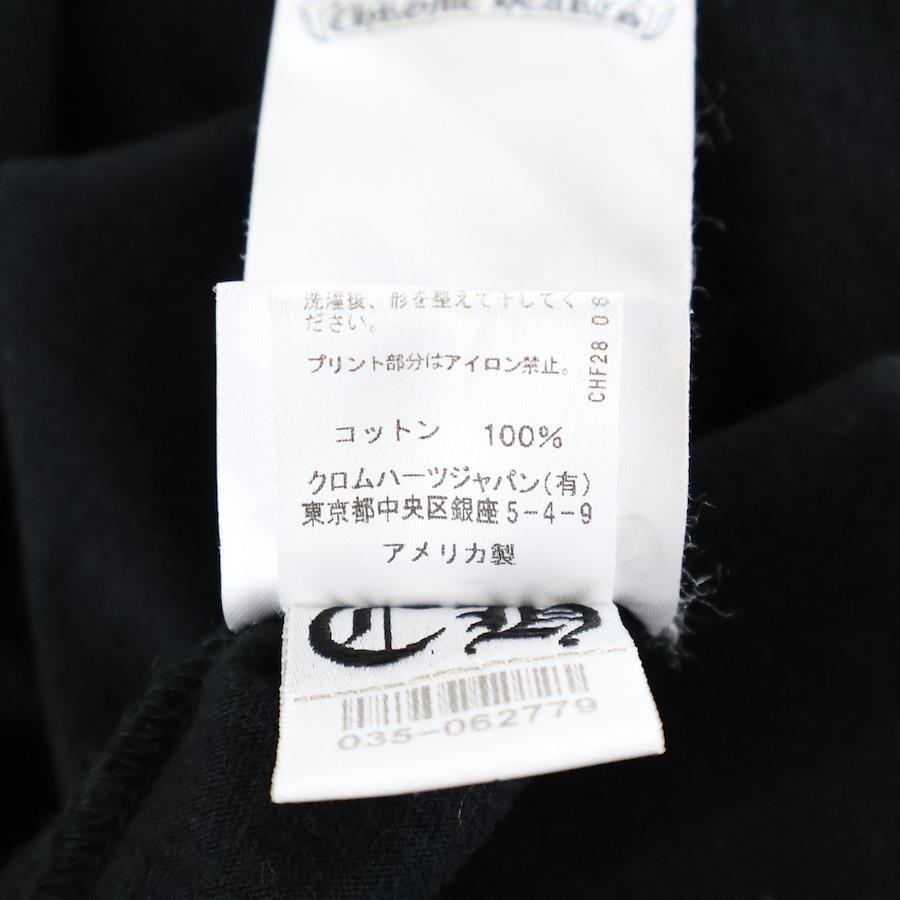 Chrome Hearts
洗濯後、形を整えて干してく
ださい。
プリント部分はアイロン禁止。
CHF28
コットン 100%
クロムハーツジャパン(有)
東京都中央区銀座5-4-9
アメリカ製
035-062779